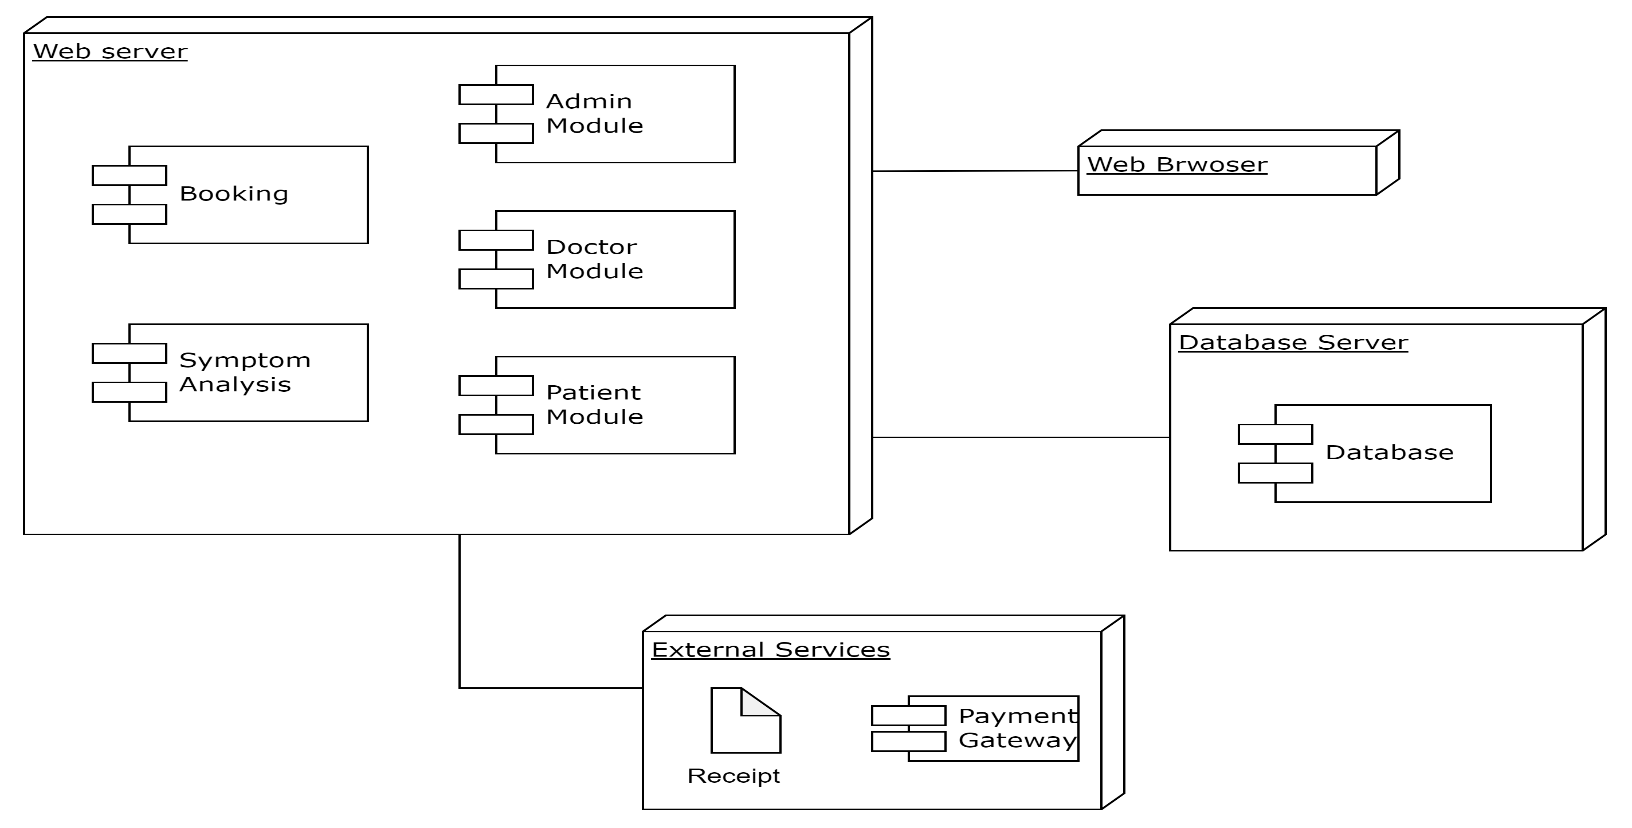 Web server
Admin
Module
Booking
Doctor
Module
Symptom
Analysis
Patient
Module
Web Brwoser
Database Server
Database
External Services
Receipt
Payment
Gateway